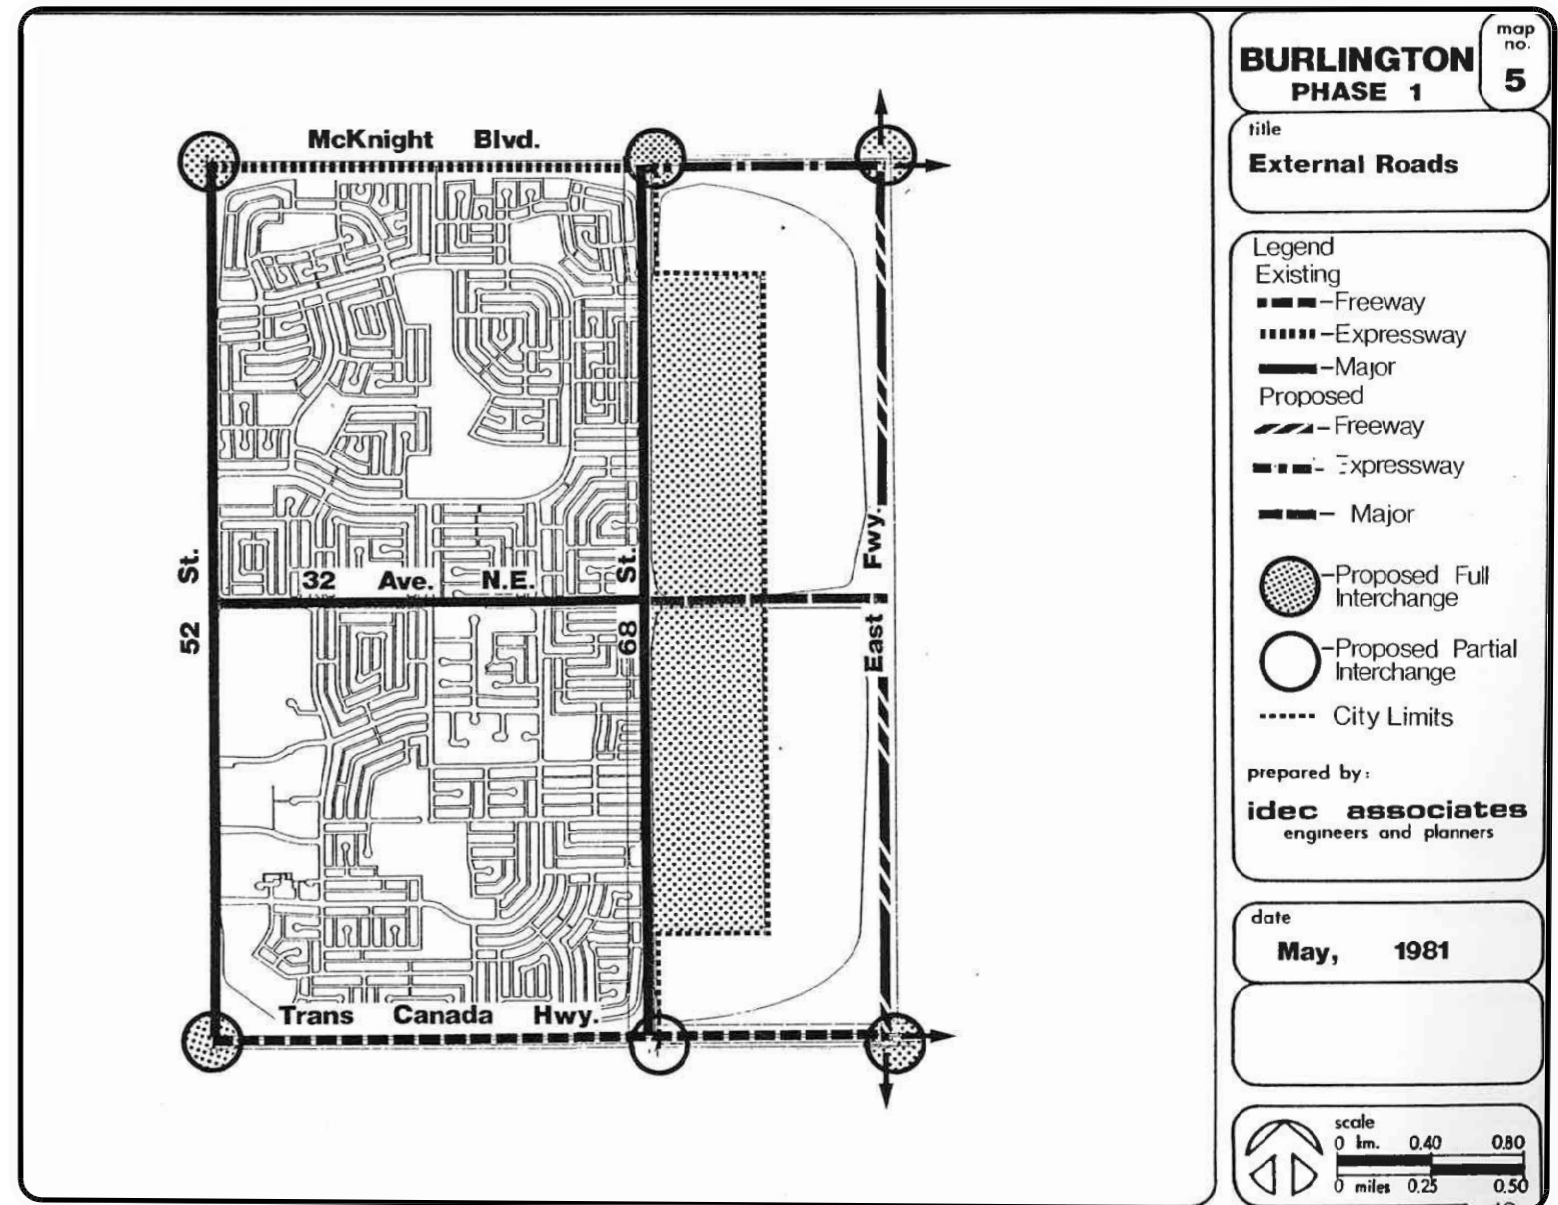 McKnight Blvd.
52 St.
32 Ave. N.E.
68 St.
East Fwy.
Trans Canada Hwy.
BURLINGTON
PHASE 1
map
no.
5
title
External Roads
Legend
Existing
Freeway
Expressway
Major
Proposed
Freeway
Expressway
Major
Proposed Full
Interchange
Proposed Partial
Interchange
City Limits
prepared by:
idec associates
engineers and planners
date
May, 1981
scale
0 km. 0.40 0.80
0 miles 0.25 0.50